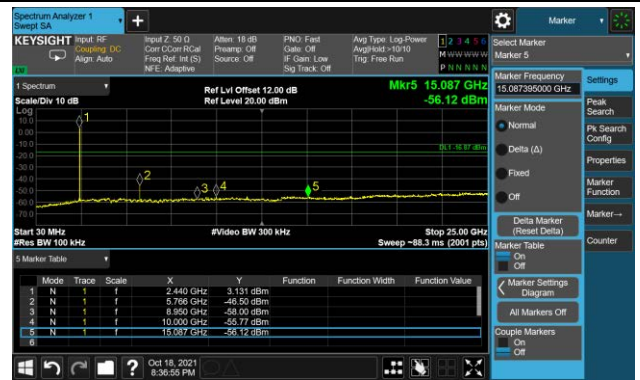 Spectrum Analyzer 1
Swept SA
Marker
KEYSIGHT Input: RF Input Z: 50 Ω Atten: 18 dB PNO: Fast Avg Type: Log-Power 1 2 3 4 5 6
Coupling: DC Corr CCorr RCal Preamp: Off Gate: Off Avg|Hold:>10/10 M W W W W W
Align: Auto Freq Ref: Int (S) Source: Off IF Gain: Low Trig: Free Run
NFE: Adaptive Sig Track: Off P N N N N N
1 Spectrum
Ref Lvl Offset 12.00 dB Mkr5 15.087 GHz
Scale/Div 10 dB Ref Level 20.00 dBm -56.12 dBm
Log
10.0
0.00
-10.0
DL1 -16.87 dBm
-20.0
-30.0
-40.0
-50.0
-60.0
-70.0
1
2
3
4
5
Start 30 MHz #Video BW 300 kHz Stop 25.00 GHz
#Res BW 100 kHz Sweep ~88.3 ms (2001 pts)
5 Marker Table
Mode Trace Scale X Y Function Function Width Function Value
1 N 1 f 2.440 GHz 3.131 dBm
2 N 1 f 5.766 GHz -46.50 dBm
3 N 1 f 8.950 GHz -58.00 dBm
4 N 1 f 10.000 GHz -55.77 dBm
5 N 1 f 15.087 GHz -56.12 dBm
6
Oct 18, 2021
8:36:55 PM
Select Marker
Marker 5
Marker Frequency
15.087395000 GHz
Marker Mode
Normal
Delta (Δ)
Fixed
Off
Delta Marker
(Reset Delta)
Marker Table
On
Off
Marker Settings
Diagram
All Markers Off
Couple Markers
On
Off
Settings
Peak
Search
Pk Search
Config
Properties
Marker
Function
Marker→
Counter